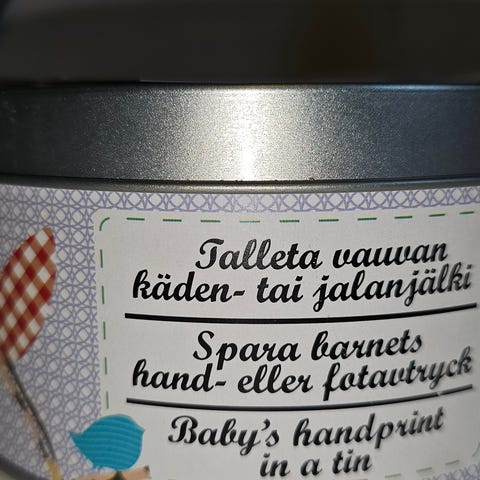 Talleta vauvan
käden- tai jalanjälki
Spara barnets
hand- eller fotavtryck
Baby's handprint
in a tin